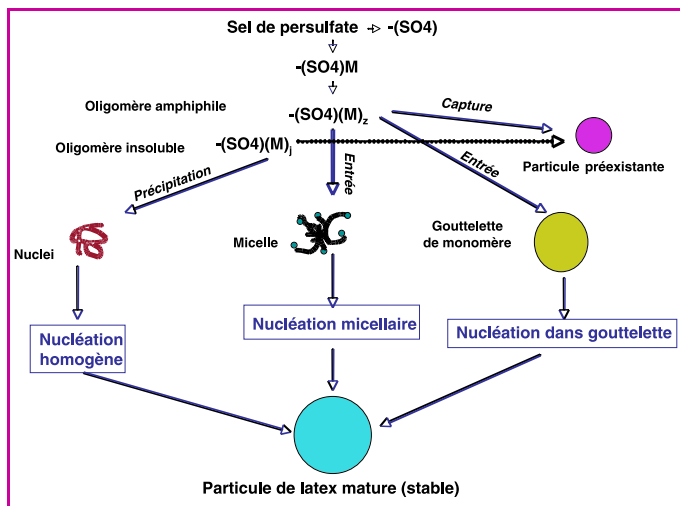 Sel de persulfate -> -(SO4)
-(SO4)M
Oligomère amphiphile
-(SO4)(M)z
Capture
Oligomère insoluble
-(SO4)(M)j
Particule préexistante
Précipitation
Entrée
Entrée
Nuclei
Micelle
Gouttelette
de monomère
Nucléation
homogène
Nucléation micellaire
Nucléation dans gouttelette
Particule de latex mature (stable)